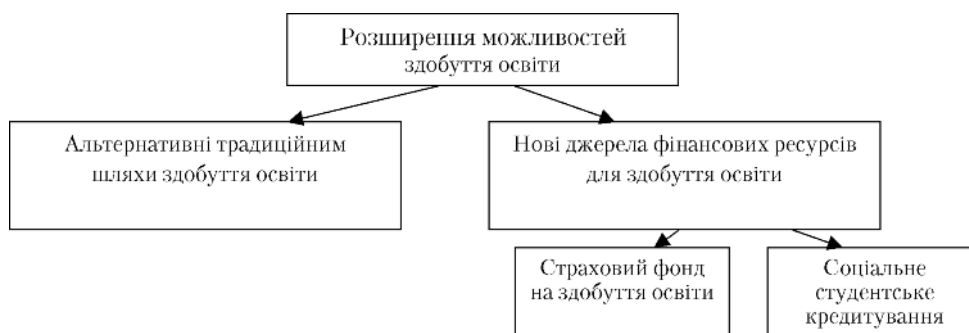 Розширення можливостей
здобуття освіти
Альтернативні традиційним
шляхи здобуття освіти
Нові джерела фінансових ресурсів
для здобуття освіти
Страховий фонд
на здобуття освіти
Соціальне
студентське
кредитування